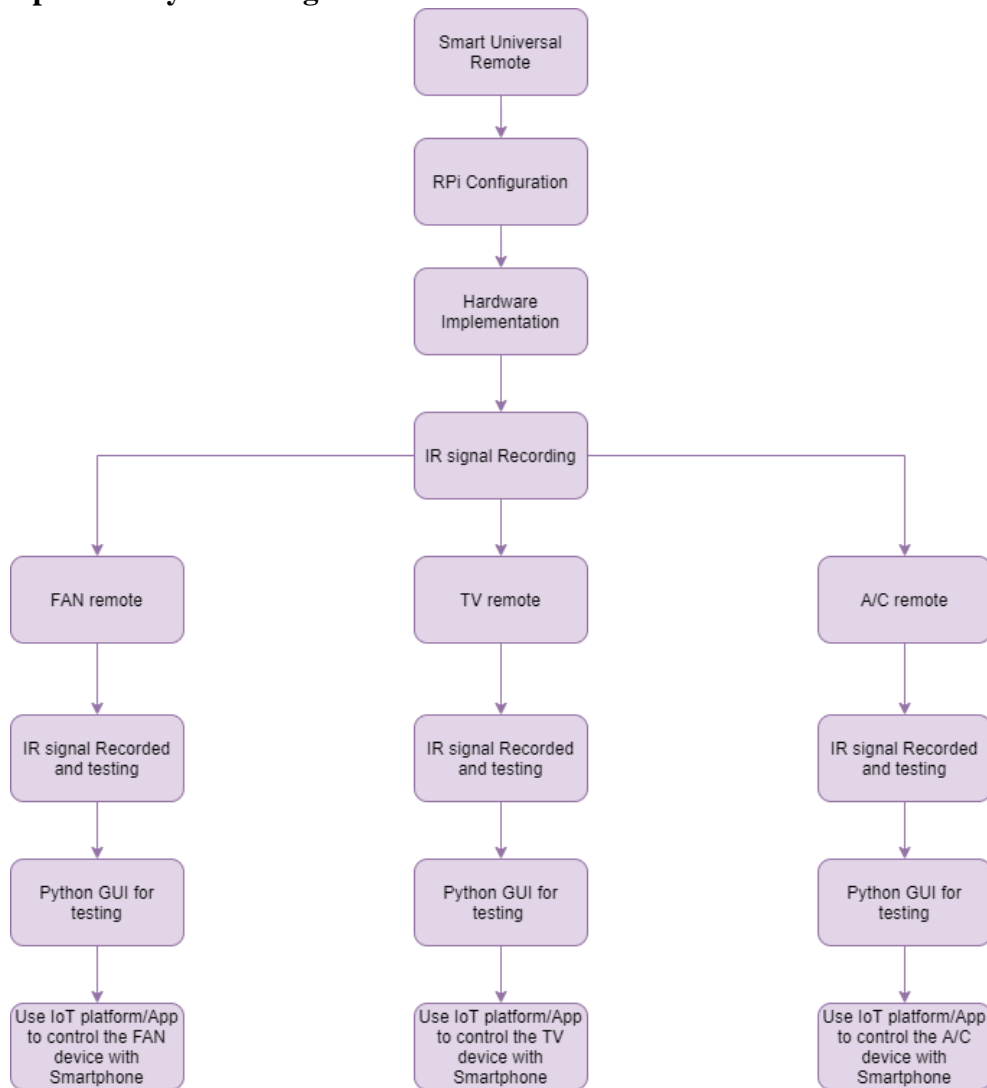 Smart Universal
Remote
RPi Configuration
Hardware
Implementation
IR signal Recording
FAN remote
TV remote
A/C remote
IR signal Recorded
and testing
IR signal Recorded
and testing
IR signal Recorded
and testing
Python GUI for
testing
Python GUI for
testing
Python GUI for
testing
Use IoT platform/App
to control the FAN
device with
Smartphone
Use IoT platform/App
to control the TV
device with
Smartphone
Use IoT platform/App
to control the A/C
device with
Smartphone